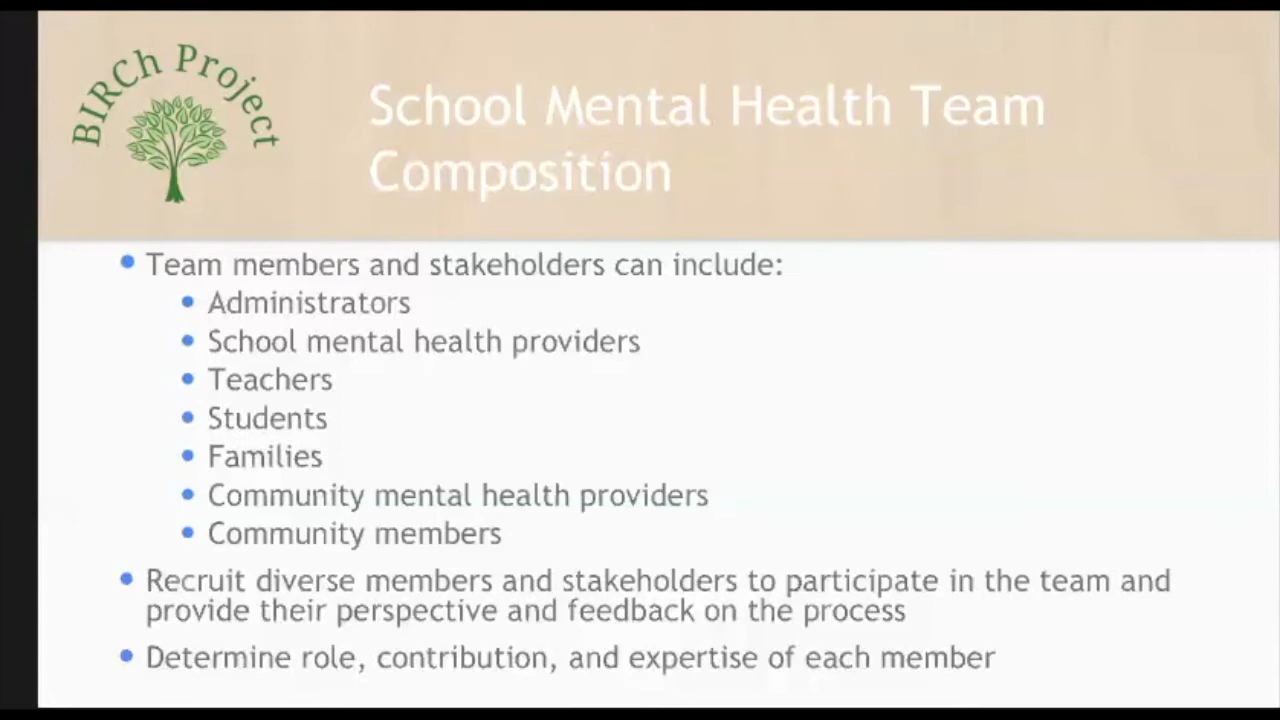 BIRCh Project
School Mental Health Team
Composition
Team members and stakeholders can include:
Administrators
School mental health providers
Teachers
Students
Families
Community mental health providers
Community members
Recruit diverse members and stakeholders to participate in the team and
provide their perspective and feedback on the process
Determine role, contribution, and expertise of each member